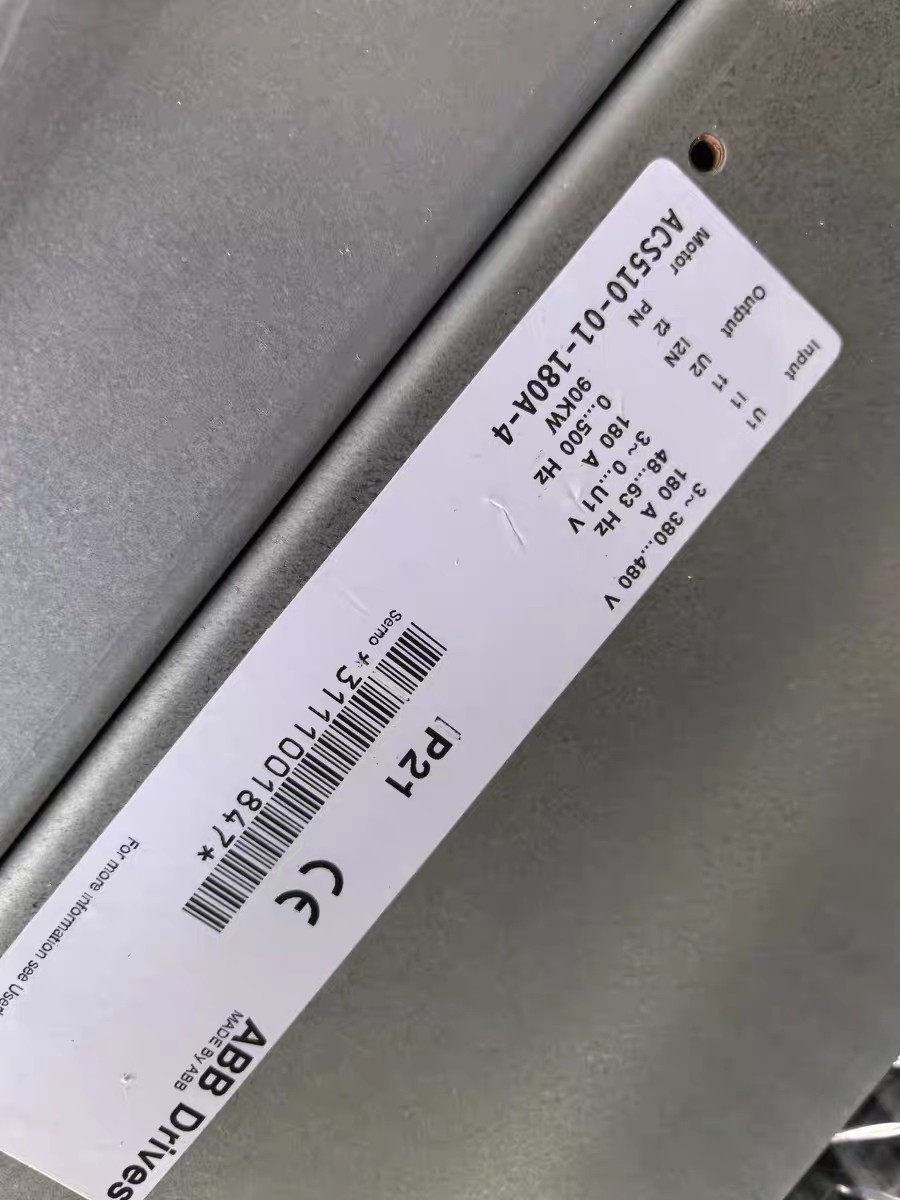 Input U1 3~ 380...480 V
I1 180 A
f1 48...63 Hz
Output U2 3~ 0...U1 V
I2N 180 A
f2 0...500 Hz
Motor PN 90KW
ACS510-01-180A-4
IP21
Serno *3111001847*
CE
ABB Drives
MADE BY ABB
For more information see User'